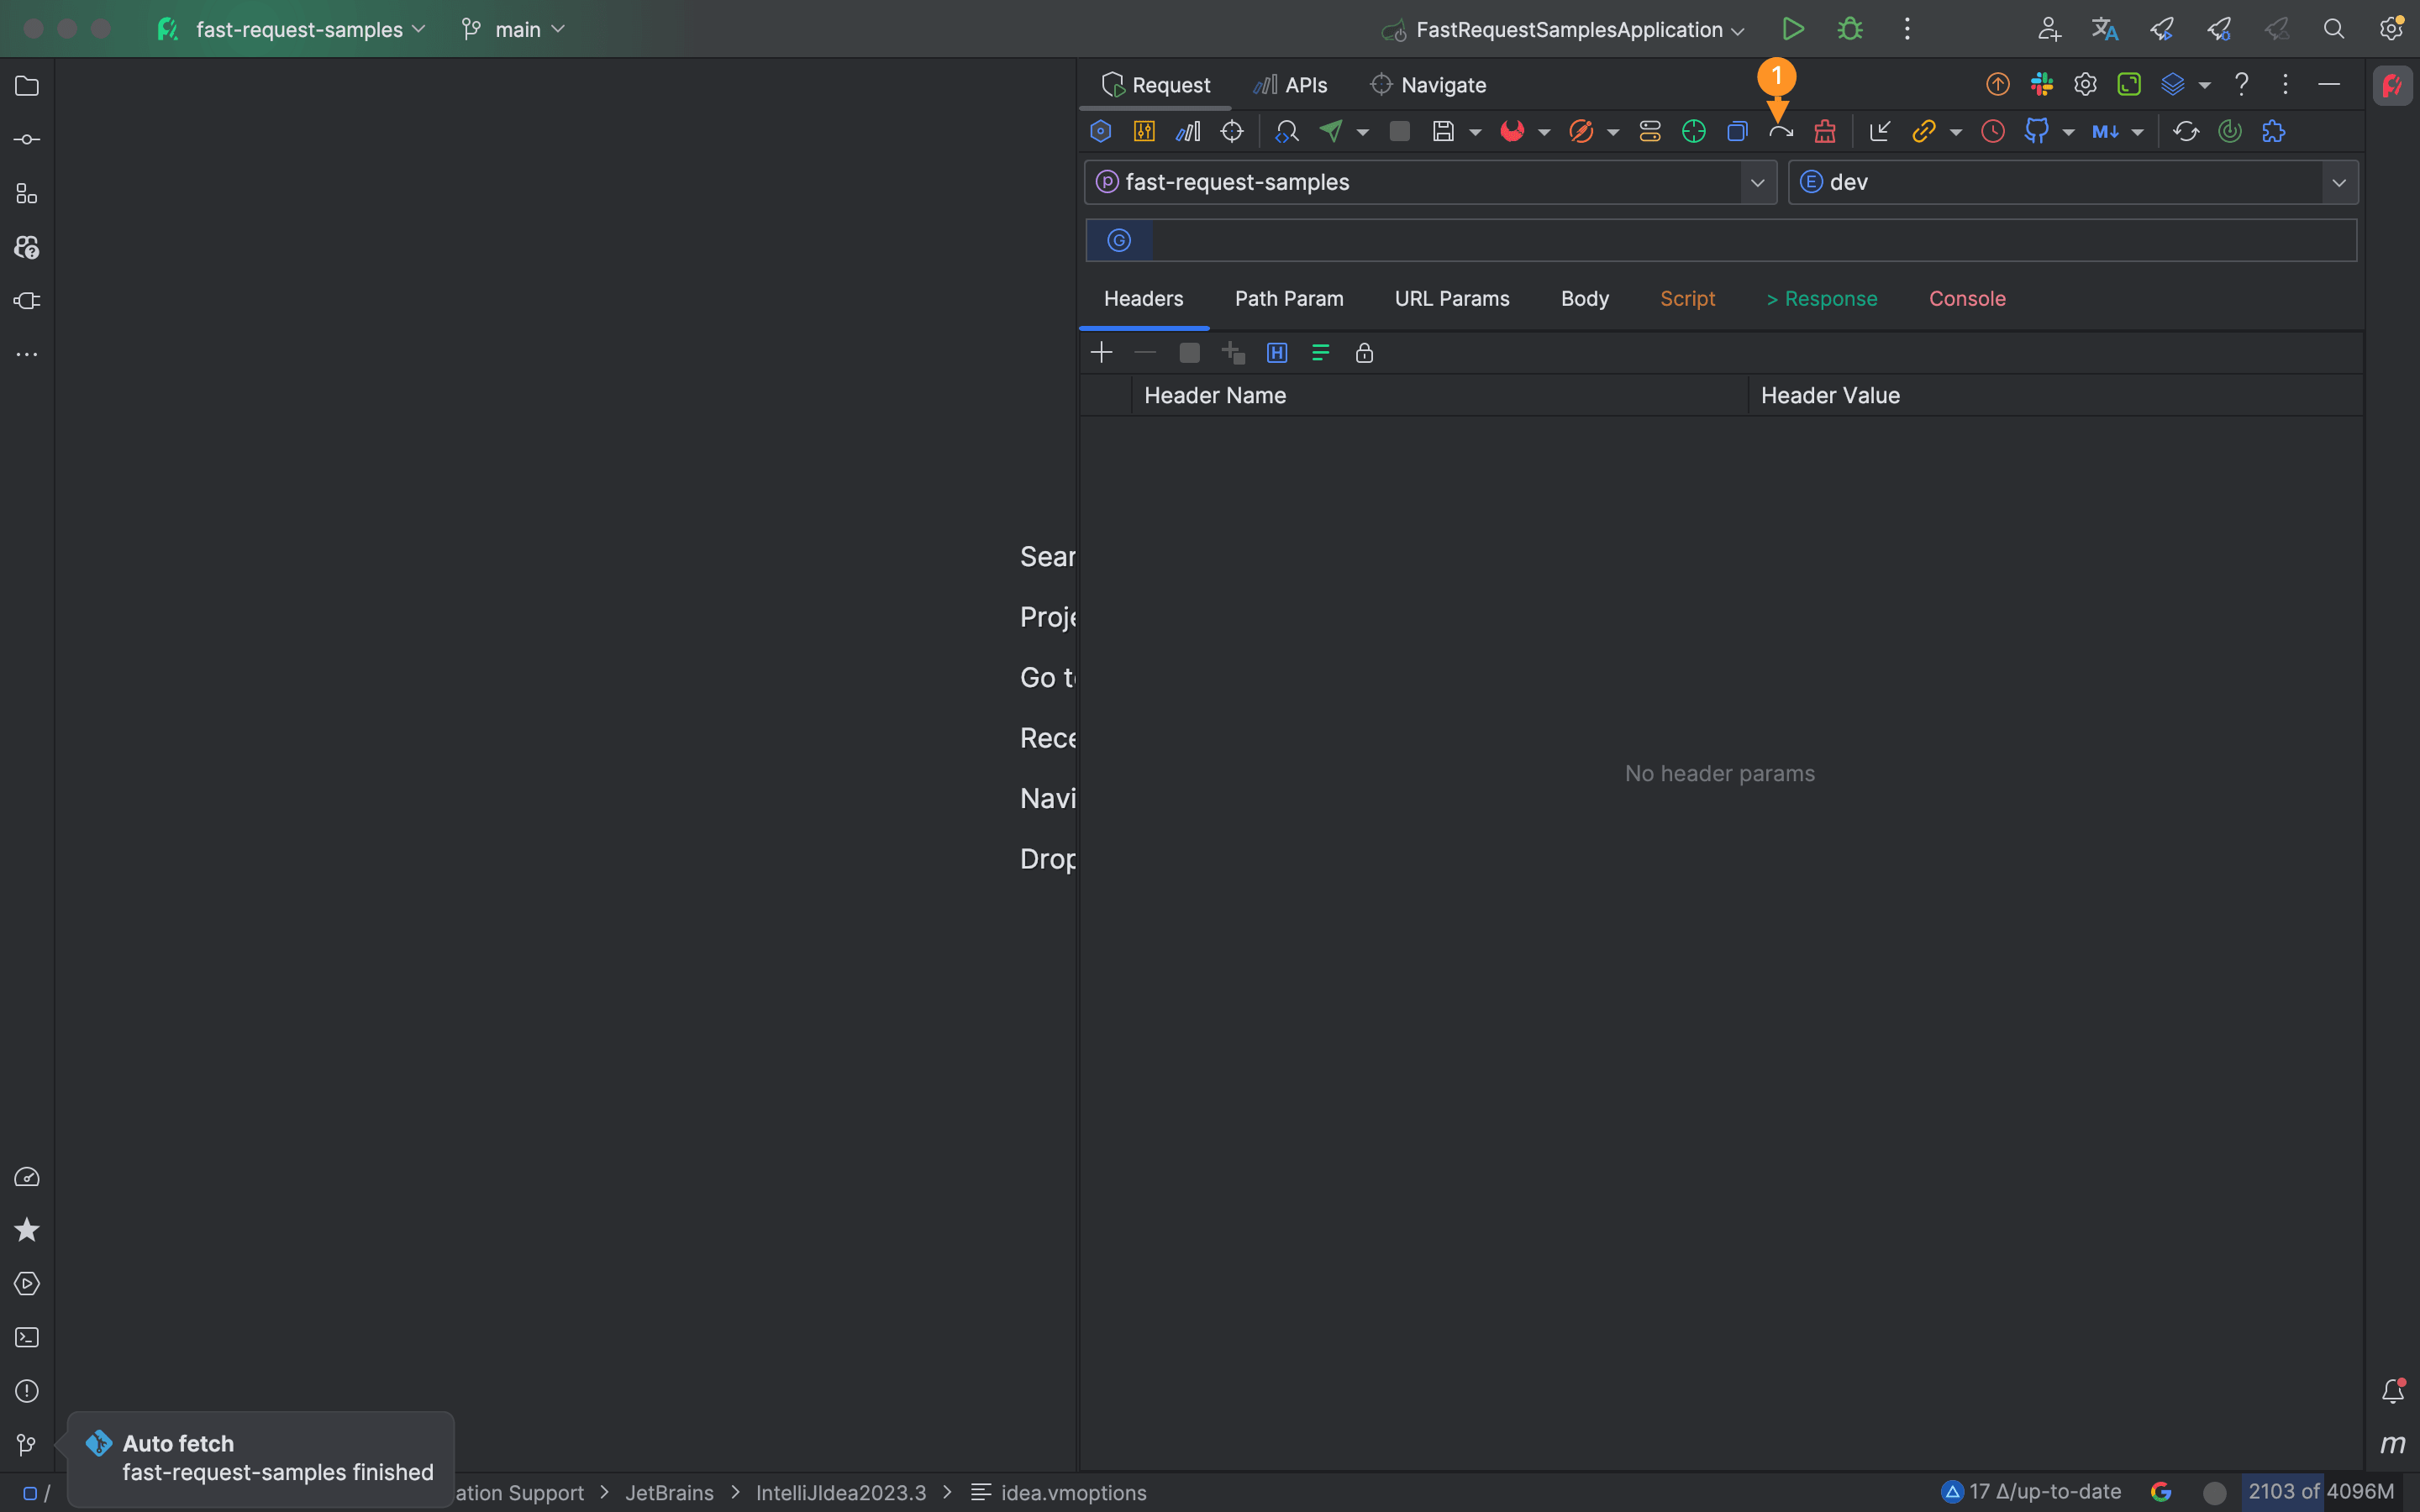 fast-request-samples
main
FastRequestSamplesApplication
Request
APIs
Navigate
1
M↓
P fast-request-samples
E dev
G
Headers
Path Param
URL Params
Body
Script
> Response
Console
H
Header Name
Header Value
No header params
Sear
Proje
Go t
Rece
Navi
Drop
Auto fetch
fast-request-samples finished
/
ation Support > JetBrains > IntelliJIdea2023.3 > idea.vmoptions
17 Δ/up-to-date
G
2103 of 4096M
m